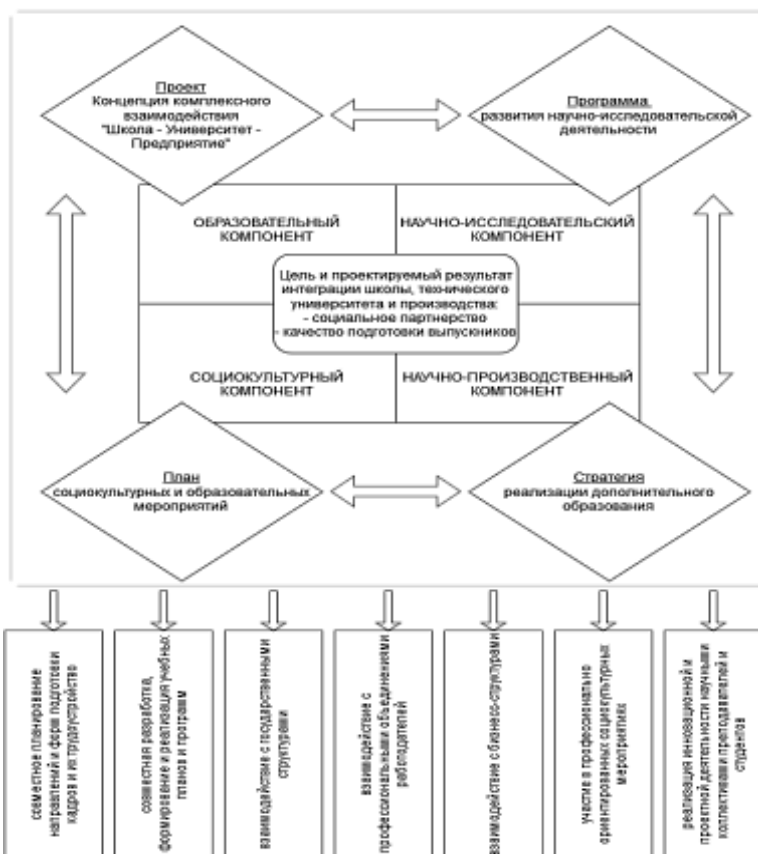 Проект
Концепция комплексного
взаимодействия
"Школа - Университет -
Предприятие"
Программа
развития научно-исследовательской
деятельности
ОБРАЗОВАТЕЛЬНЫЙ
КОМПОНЕНТ
НАУЧНО-ИССЛЕДОВАТЕЛЬСКИЙ
КОМПОНЕНТ
Цель и проектируемый результат
интеграции школы, технического
университета и производства:
- социальное партнерство
- качество подготовки выпускников
СОЦИОКУЛЬТУРНЫЙ
КОМПОНЕНТ
НАУЧНО-ПРОИЗВОДСТВЕННЫЙ
КОМПОНЕНТ
План
социокультурных и образовательных
мероприятий
Стратегия
реализации дополнительного
образования
совместное планирование
направлений и форм подготовки
кадров и их трудоустройство
совместная разработка,
формирование и реализация учебных
планов и программ
взаимодействие с государственными
структурами
взаимодействие с
профессиональными объединениями
работодателей
взаимодействие с бизнес-структурами
участие в профессионально
ориентированных социокультурных
мероприятиях
реализация инновационной и
проектной деятельности научными
коллективами преподавателей и
студентов